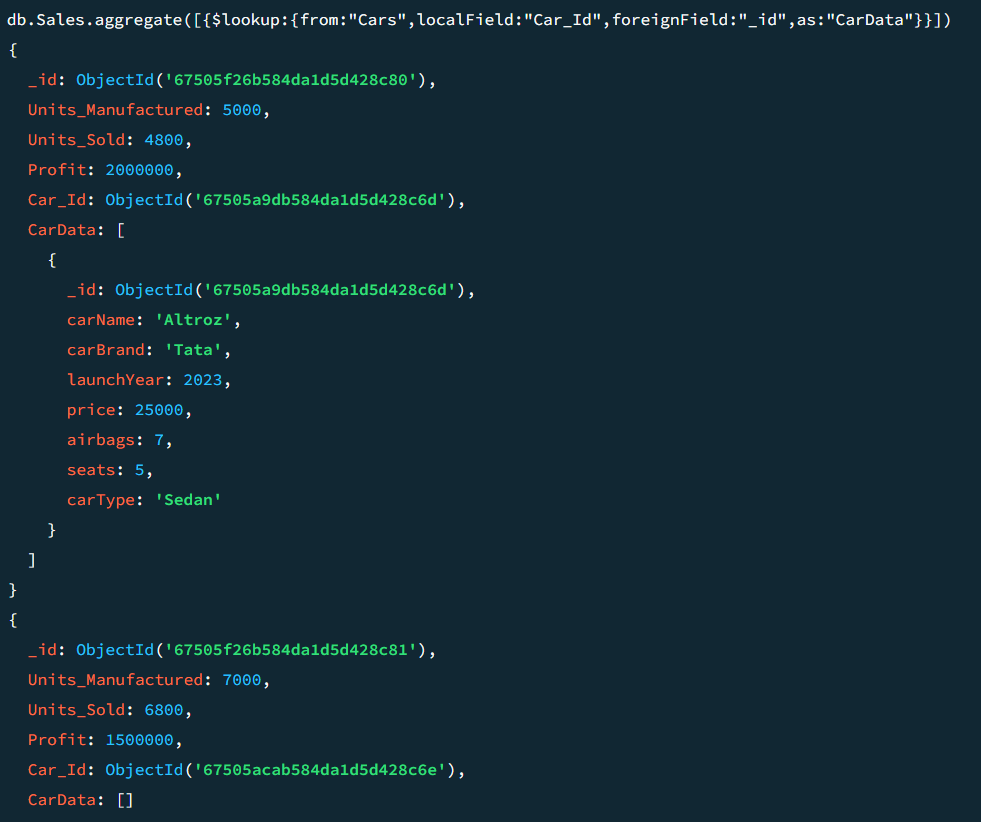 db.Sales.aggregate([{$lookup:{from:"Cars",localField:"Car_Id",foreignField:"_id",as:"CarData"}}])
{
  _id: ObjectId('67505f26b584da1d5d428c80'),
  Units_Manufactured: 5000,
  Units_Sold: 4800,
  Profit: 2000000,
  Car_Id: ObjectId('67505a9db584da1d5d428c6d'),
  CarData: [
    {
      _id: ObjectId('67505a9db584da1d5d428c6d'),
      carName: 'Altroz',
      carBrand: 'Tata',
      launchYear: 2023,
      price: 25000,
      airbags: 7,
      seats: 5,
      carType: 'Sedan'
    }
  ]
}
{
  _id: ObjectId('67505f26b584da1d5d428c81'),
  Units_Manufactured: 7000,
  Units_Sold: 6800,
  Profit: 1500000,
  Car_Id: ObjectId('67505acab584da1d5d428c6e'),
  CarData: []